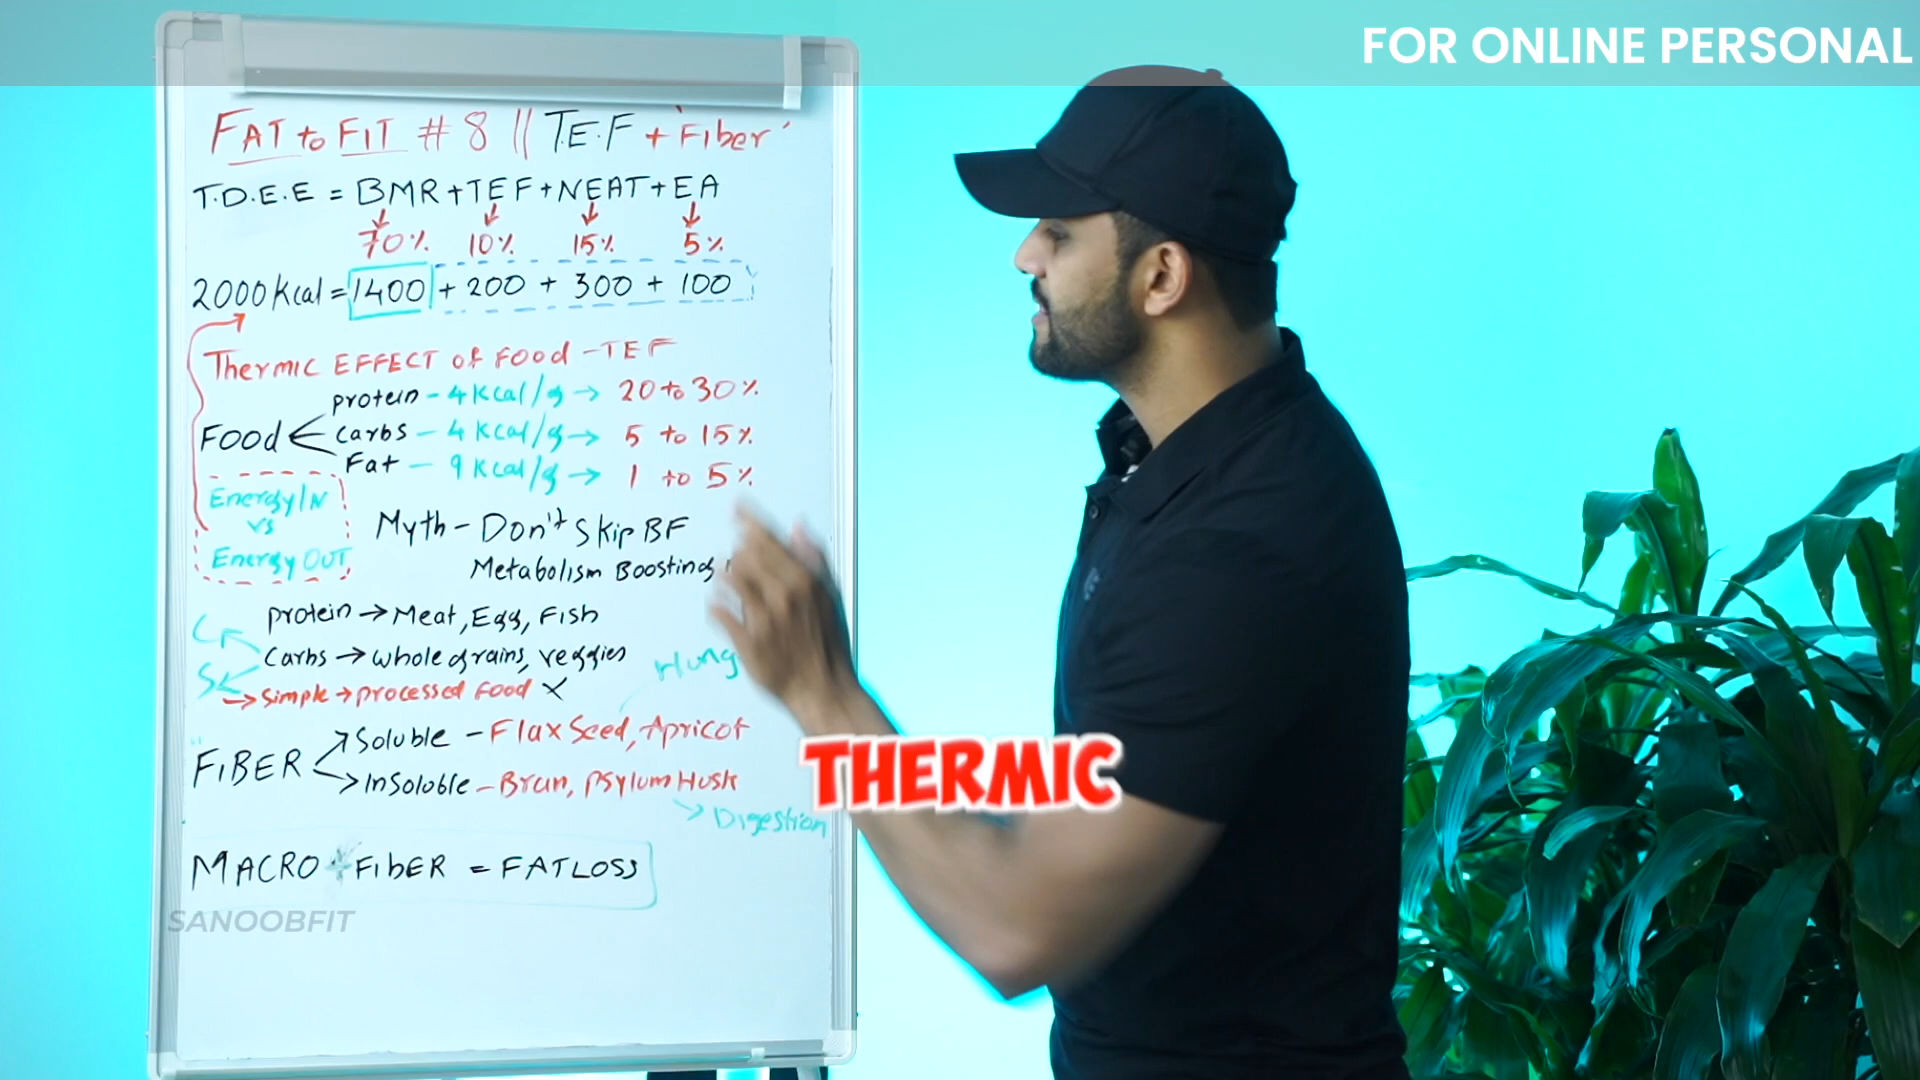 FOR ONLINE PERSONAL
FAT to FIT # 8 || T.E.F + 'Fiber'
T.D.E.E = BMR + TEF + NEAT + EA
70% 10% 15% 5%
2000 Kcal = 1400 + 200 + 300 + 100
Thermic EFFECT of FOOD - TEF
protein - 4 Kcal/g → 20 to 30 %
FOOD carbs - 4 Kcal/g → 5 to 15 %
Fat - 9 Kcal/g → 1 to 5 %
Energy IN
vs
Energy OUT
Myth - Don't Skip BF
Metabolism Boosting
protein → Meat, Egg, Fish
C
Carbs → whole grains, veggies
S
→ Simple → processed Food X
FIBER
Soluble - Flax Seed, Apricot
InSoluble - Bran, Psylum Husk
→ Digestion
THERMIC
MACRO + FIBER = FATLOSS
SANOOBFIT